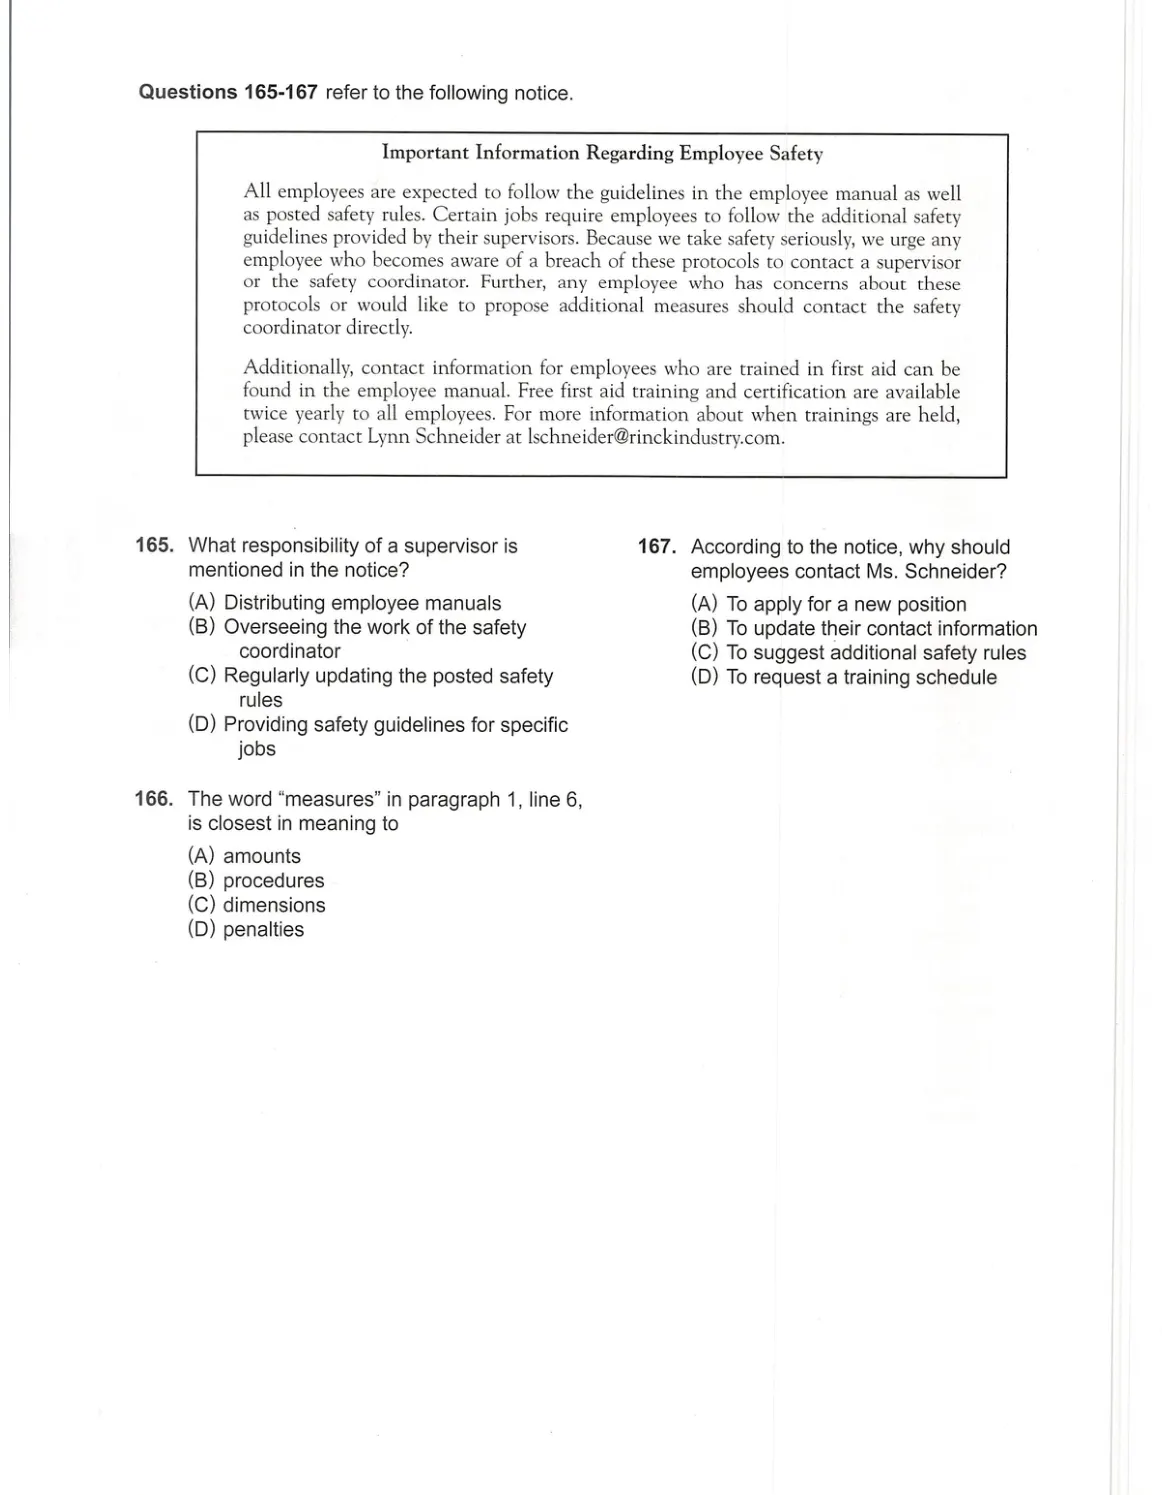 Questions 165-167 refer to the following notice.
Important Information Regarding Employee Safety
All employees are expected to follow the guidelines in the employee manual as well
as posted safety rules. Certain jobs require employees to follow the additional safety
guidelines provided by their supervisors. Because we take safety seriously, we urge any
employee who becomes aware of a breach of these protocols to contact a supervisor
or the safety coordinator. Further, any employee who has concerns about these
protocols or would like to propose additional measures should contact the safety
coordinator directly.
Additionally, contact information for employees who are trained in first aid can be
found in the employee manual. Free first aid training and certification are available
twice yearly to all employees. For more information about when trainings are held,
please contact Lynn Schneider at lschneider@rinckindustry.com.
165. What responsibility of a supervisor is
mentioned in the notice?
(A) Distributing employee manuals
(B) Overseeing the work of the safety
coordinator
(C) Regularly updating the posted safety
rules
(D) Providing safety guidelines for specific
jobs
166. The word “measures” in paragraph 1, line 6,
is closest in meaning to
(A) amounts
(B) procedures
(C) dimensions
(D) penalties
167. According to the notice, why should
employees contact Ms. Schneider?
(A) To apply for a new position
(B) To update their contact information
(C) To suggest additional safety rules
(D) To request a training schedule